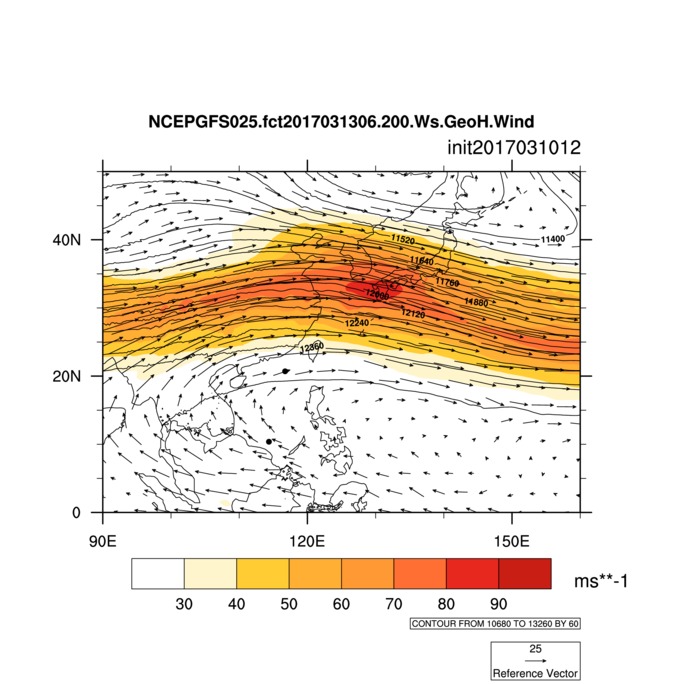 NCEPGFS025.fct2017031306.200.Ws.GeoH.Wind
init2017031012
11520
11400
40N
11640
11760
12000
11880
12120
12240
12360
20N
0
90E 120E 150E
ms**-1
30 40 50 60 70 80 90
CONTOUR FROM 10680 TO 13260 BY 60
25
Reference Vector